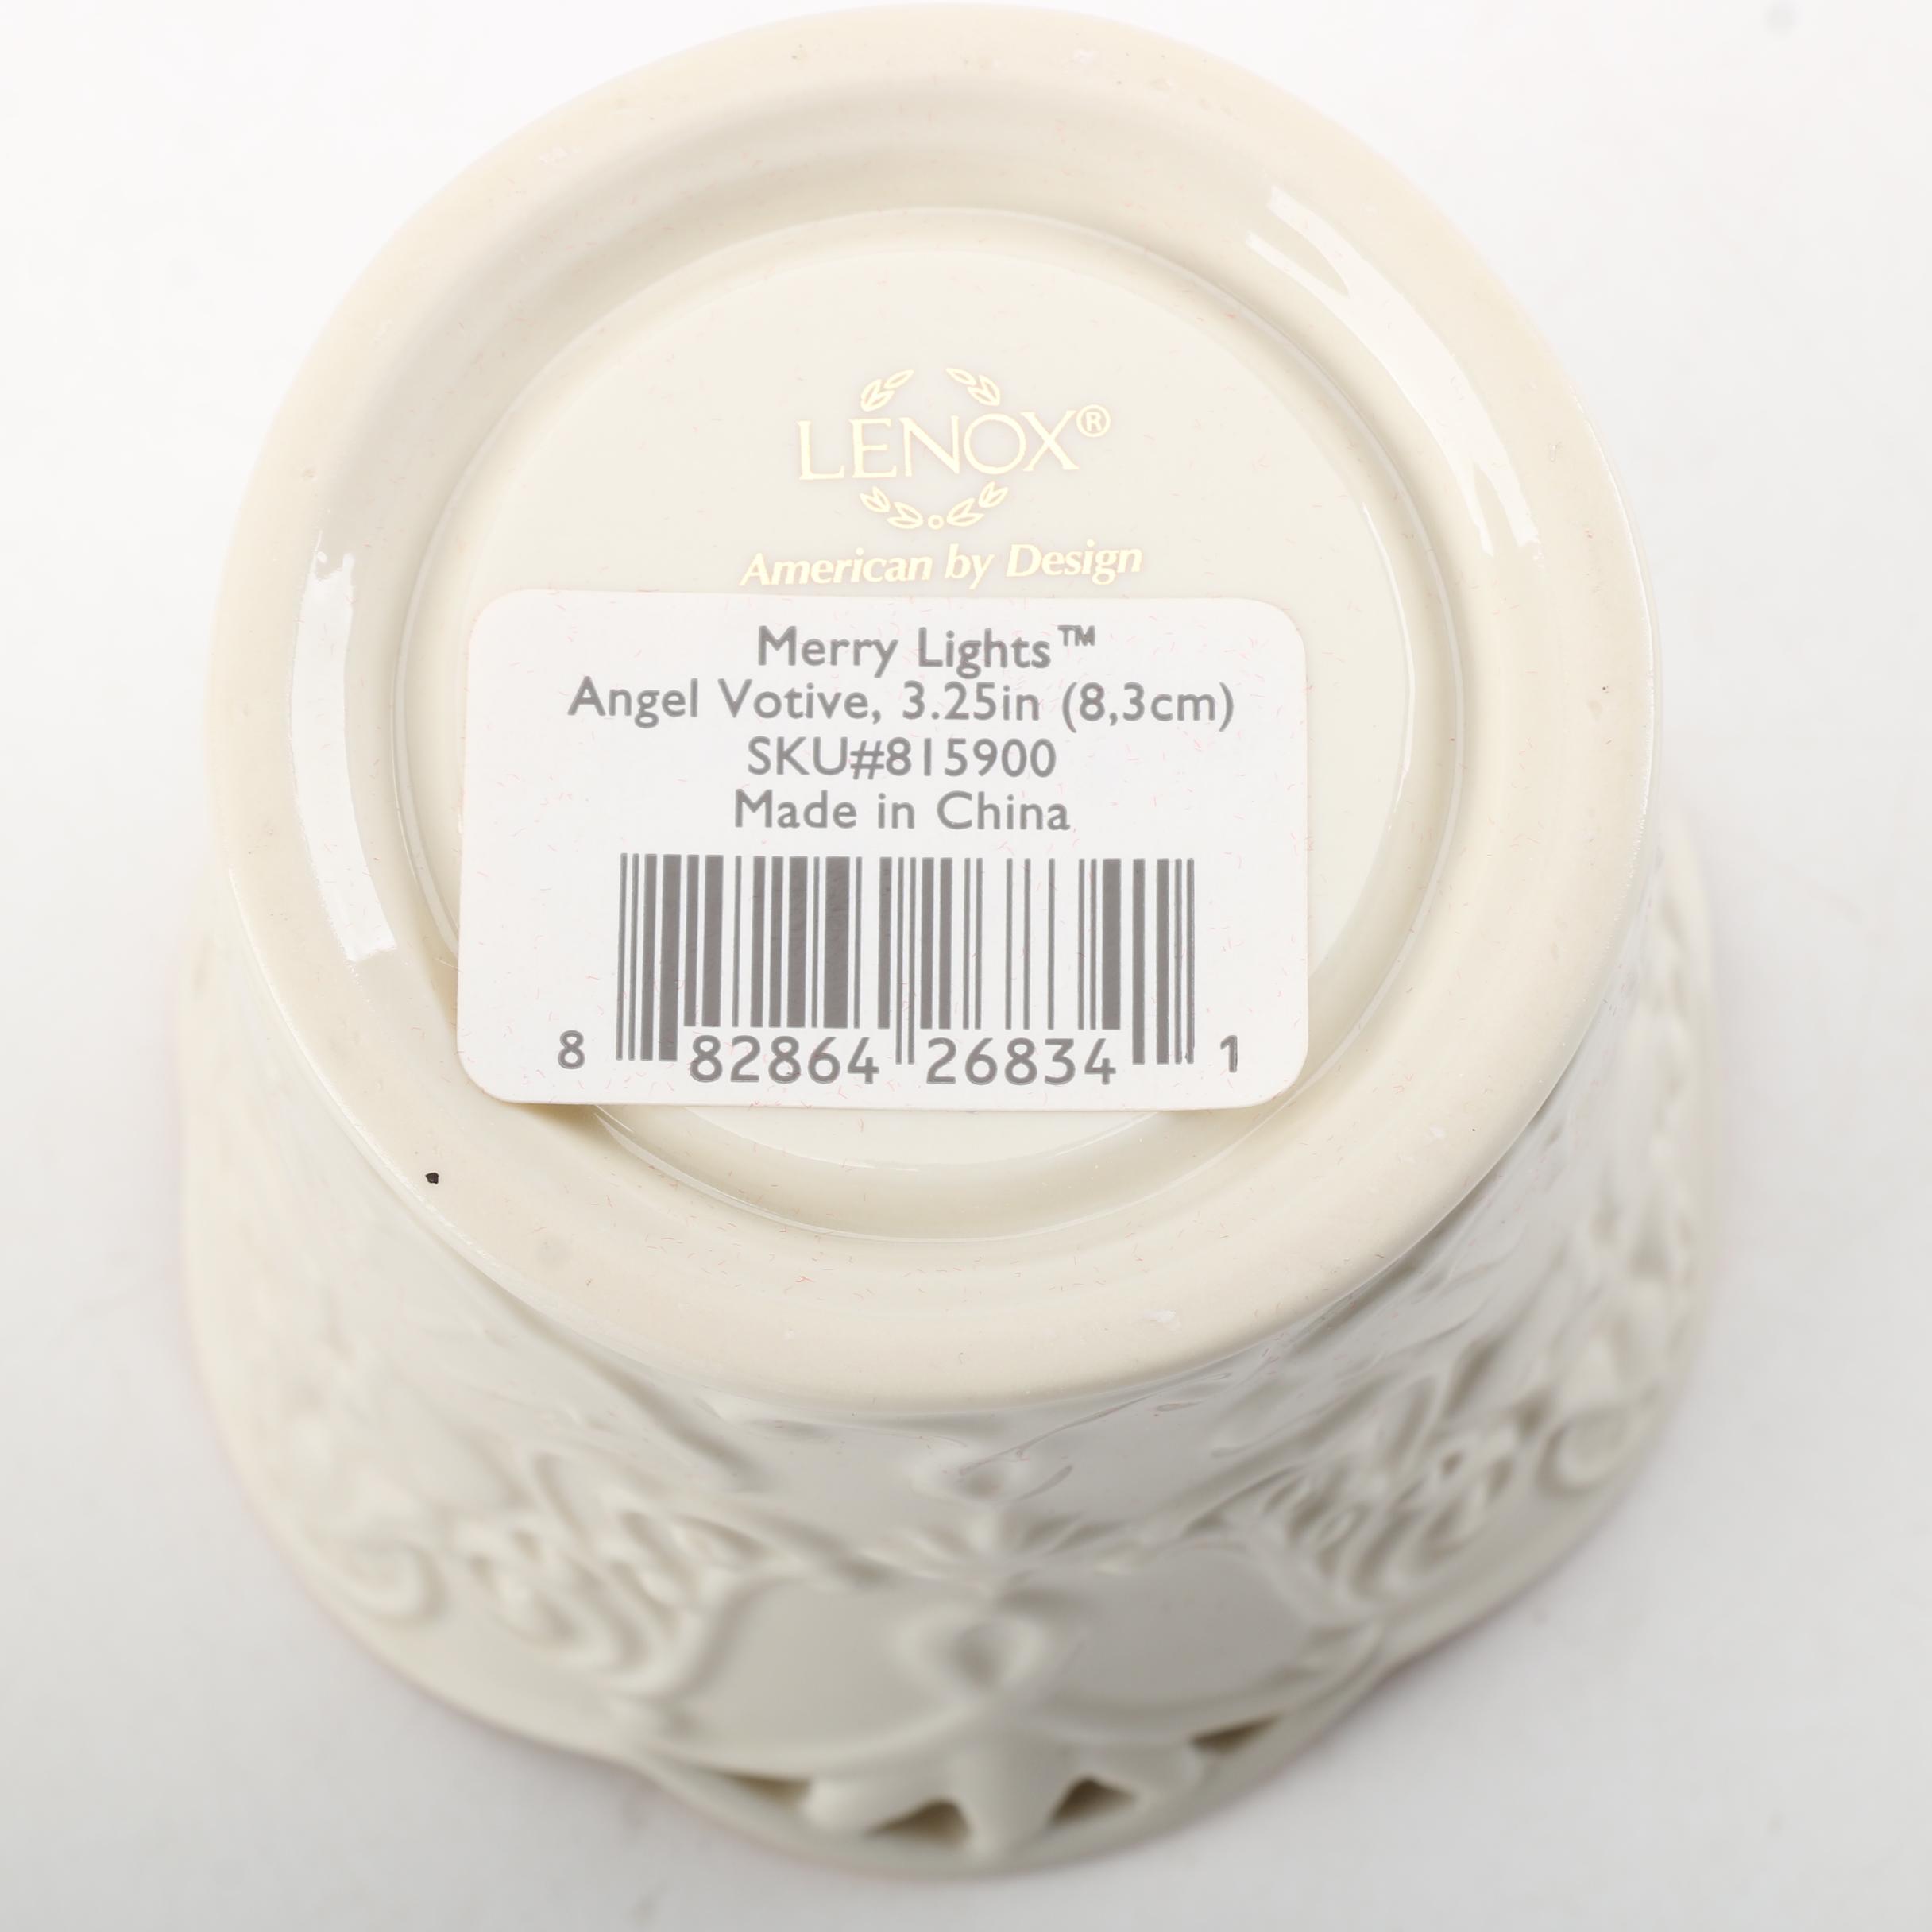 LENOX®
American by Design
Merry Lights™
Angel Votive, 3.25in (8,3cm)
SKU#815900
Made in China
8 82864 26834 1